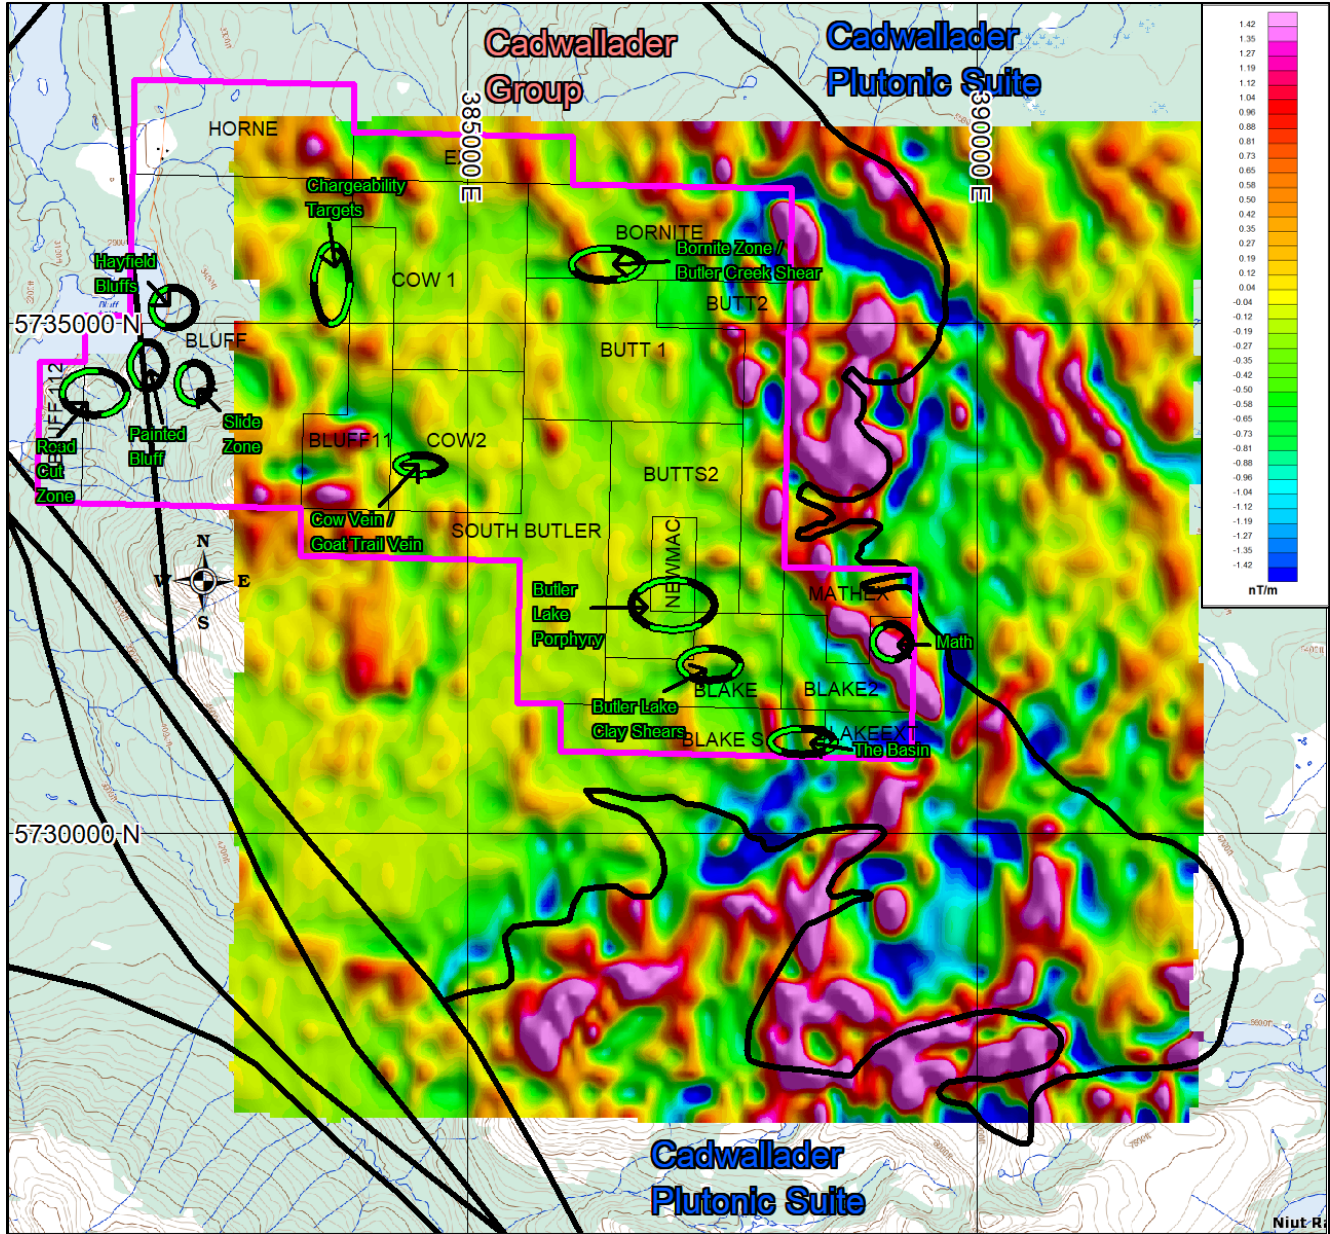 Cadwallader
Group
Cadwallader
Plutonic Suite
385000 E
390000 E
HORNE
Chargeability
Targets
BORNITE
Bornite Zone /
Butler Creek Shear
Hayfield
Bluffs
COW 1
BUTT2
5735000 N
BLUFF
BUTT 1
Slide
Zone
Painted
Bluff
Road
Cut
Zone
BLUFF11
COW2
BUTTS2
Cow Vein /
Goat Trail Vein
SOUTH BUTLER
NEWMAC
N
W
E
S
Butler
Lake
Porphyry
MATHEX
Math
BLAKE
BLAKE2
Butler Lake
Clay Shears
BLAKE S
The Basin
5730000 N
Cadwallader
Plutonic Suite
Niut
1.42
1.35
1.27
1.19
1.12
1.04
0.96
0.88
0.81
0.73
0.65
0.58
0.50
0.42
0.35
0.27
0.19
0.12
0.04
-0.04
-0.12
-0.19
-0.27
-0.35
-0.42
-0.50
-0.58
-0.65
-0.73
-0.81
-0.88
-0.96
-1.04
-1.12
-1.19
-1.27
-1.35
-1.42
nT/m